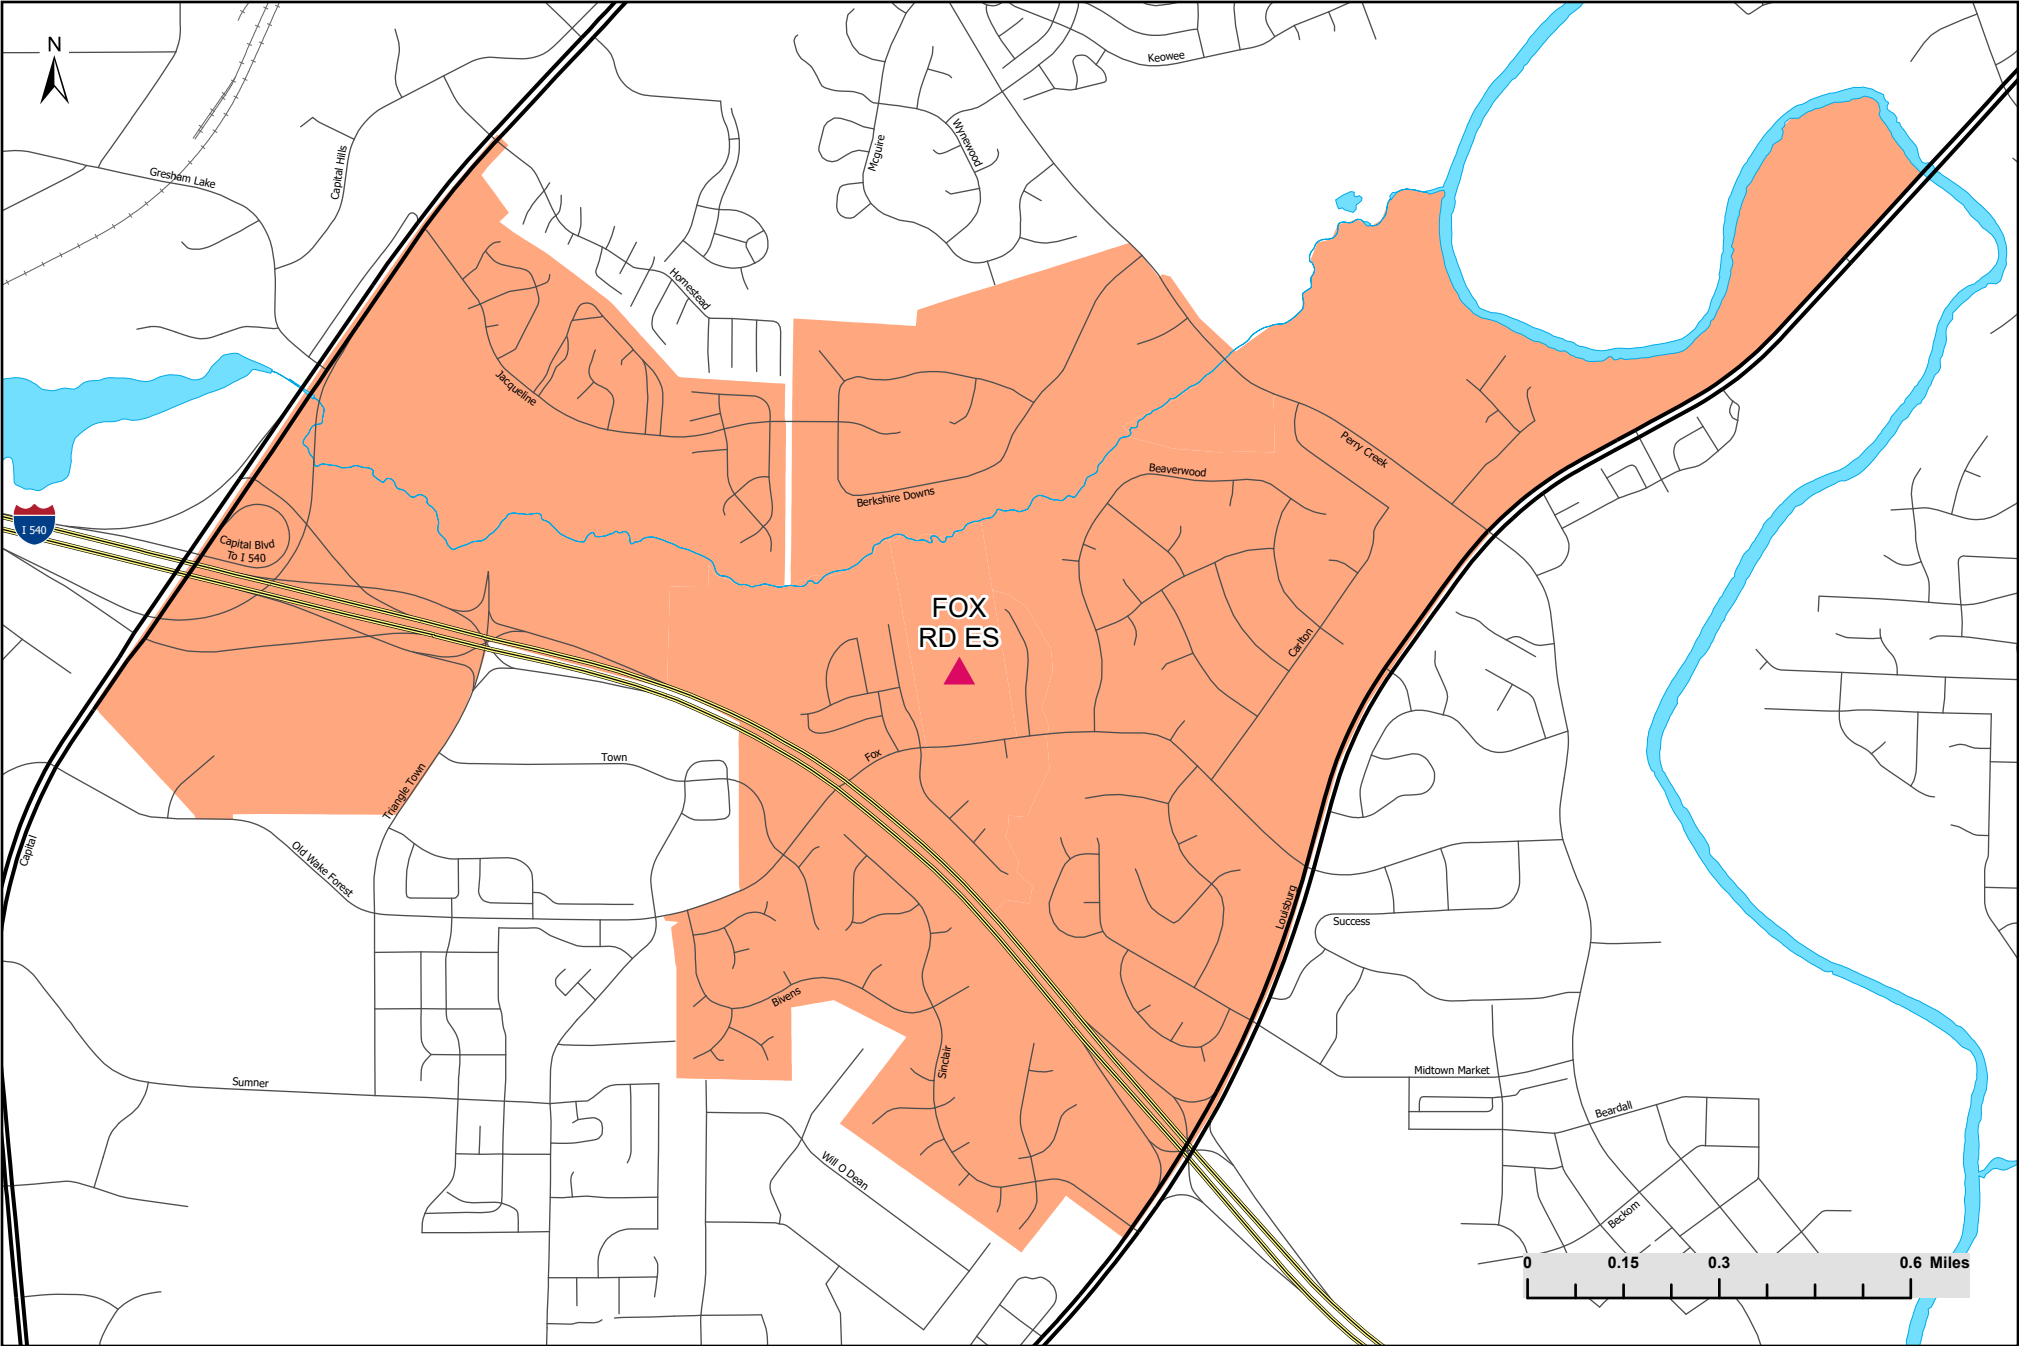 N
Keowee
Wynewood
Mcguire
Capital Hills
Gresham Lake
Homestead
Jacqueline
Perry Creek
Beaverwood
Berkshire Downs
I 540
Capital Blvd
To I 540
FOX
RD ES
Carlton
Fox
Town
Triangle Town
Capital
Old Wake Forest
Louisburg
Success
Bivens
Sinclair
Midtown Market
Sumner
Beardall
Will O Dean
Beckom
0 0.15 0.3 0.6 Miles